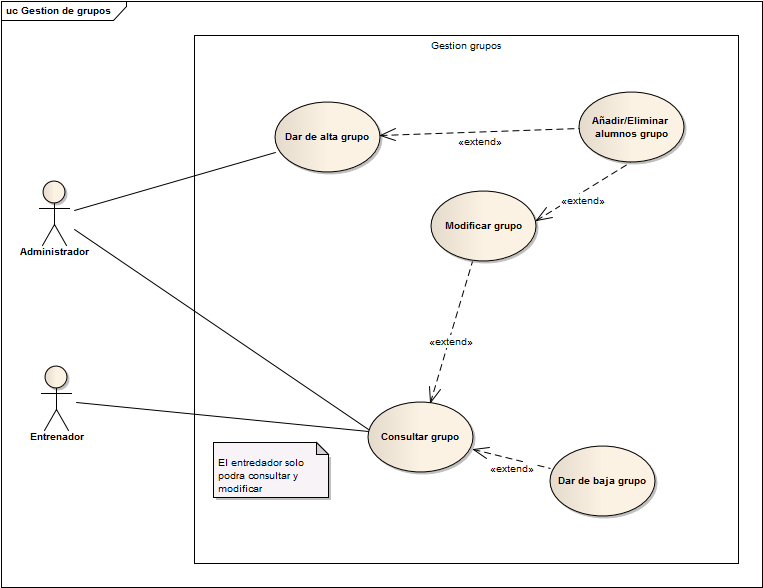 uc Gestion de grupos
Gestion grupos
Dar de alta grupo
Añadir/Eliminar
alumnos grupo
«extend»
«extend»
Modificar grupo
Administrador
«extend»
Entrenador
Consultar grupo
El entredador solo
podra consultar y
modificar
«extend»
Dar de baja grupo